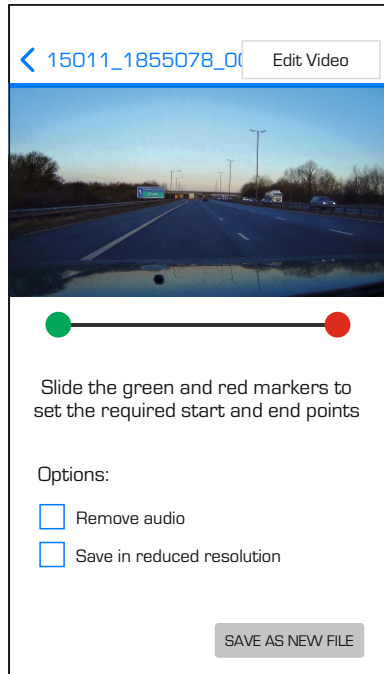 15011_1855078_00
Edit Video
Slide the green and red markers to
set the required start and end points
Options:
Remove audio
Save in reduced resolution
SAVE AS NEW FILE